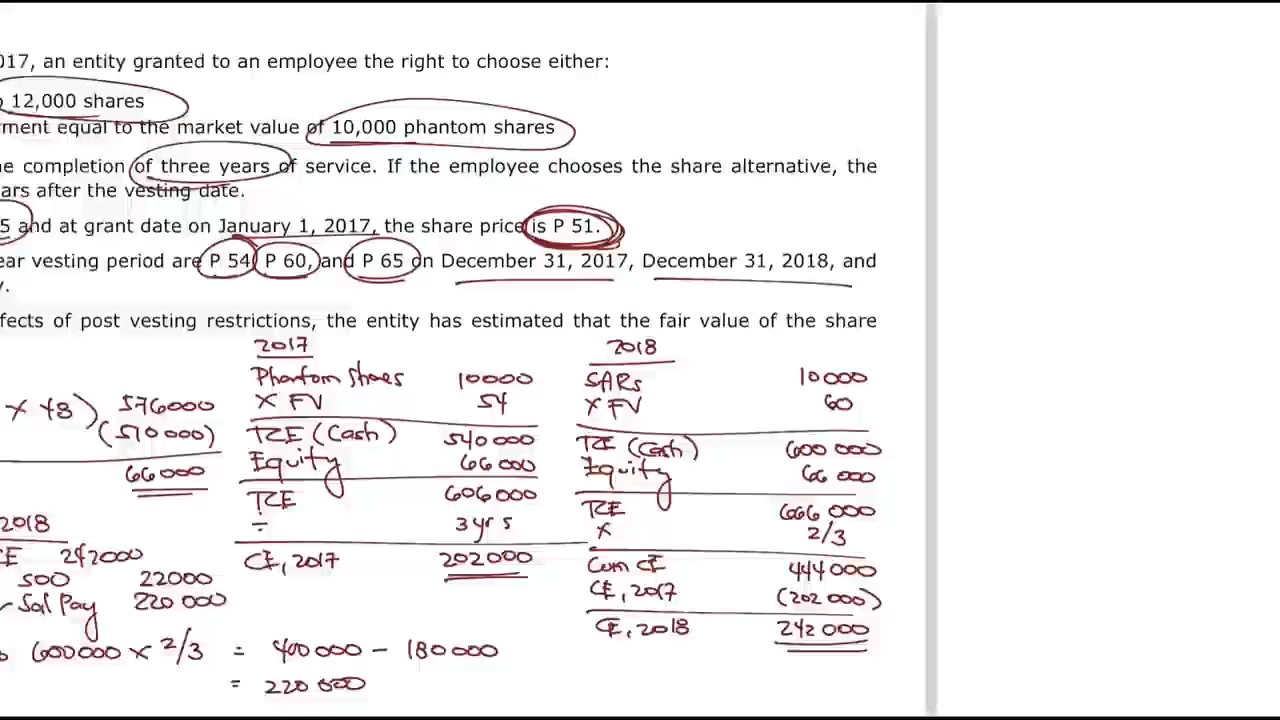 017, an entity granted to an employee the right to choose either:
12,000 shares
ment equal to the market value of 10,000 phantom shares
ne completion of three years of service. If the employee chooses the share alternative, the
ars after the vesting date.
5 and at grant date on January 1, 2017, the share price is P 51.
ear vesting period are P 54 P 60, and P 65 on December 31, 2017, December 31, 2018, and
y.
ffects of post vesting restrictions, the entity has estimated that the fair value of the share
x 48) 576000
(510000)
66000
2017
Phantom shares 10000
x FV 54
TCE (Cash) 540000
Equity 66000
TCE 606000
÷ 3 yrs
CE, 2017 202000
2018
SARs 10000
x FV 60
TCE (Cash) 600000
Equity 66000
TCE 666000
x 2/3
Cum CE 444000
CE, 2017 (202000)
CE, 2018 242000
2018
CE 242000
500 22000
Sal Pay 220000
600000 x 2/3 = 400000 - 180000
= 220000